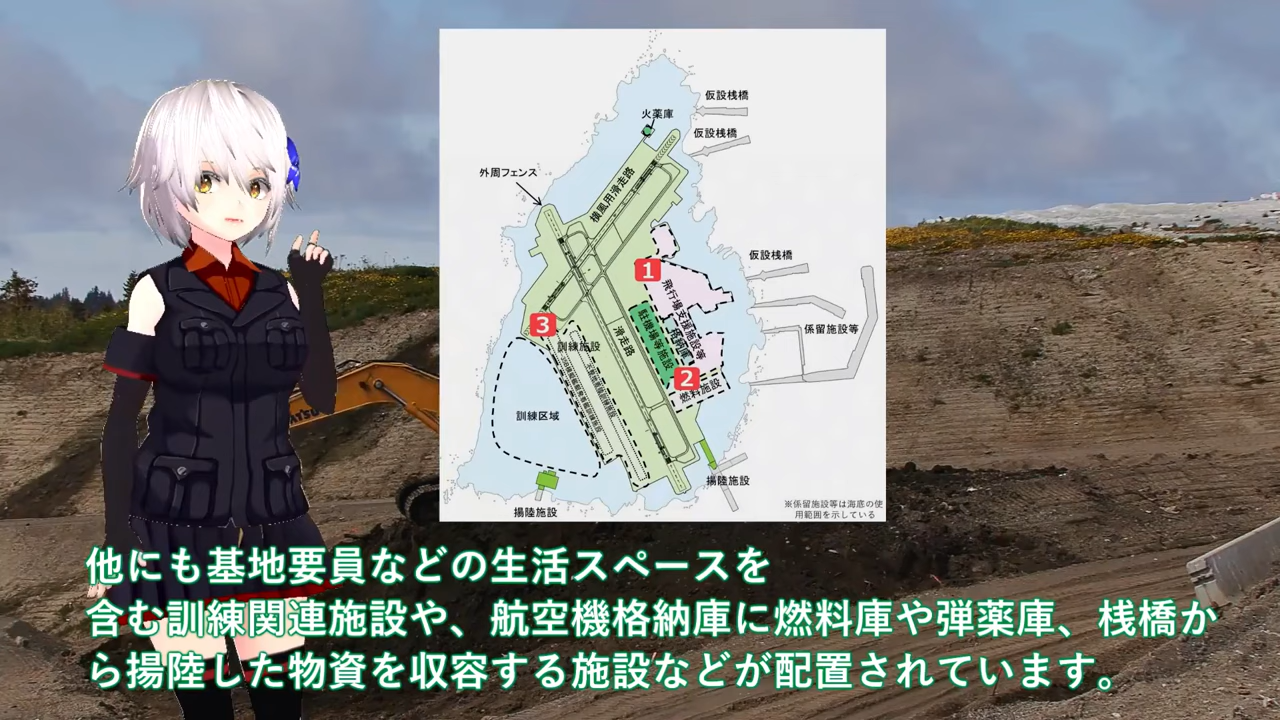 仮設桟橋
火薬庫
仮設桟橋
外周フェンス
横風用滑走路
仮設桟橋
1
飛行場支援施設等
3
訓練施設
滑走路
駐機場等施設
格納庫
係留施設等
2
燃料施設
訓練区域
揚陸施設
揚陸施設
※係留施設等は海底の使
用範囲を示している
他にも基地要員などの生活スペースを
含む訓練関連施設や、航空機格納庫に燃料庫や弾薬庫、桟橋か
ら揚陸した物資を収容する施設などが配置されています。